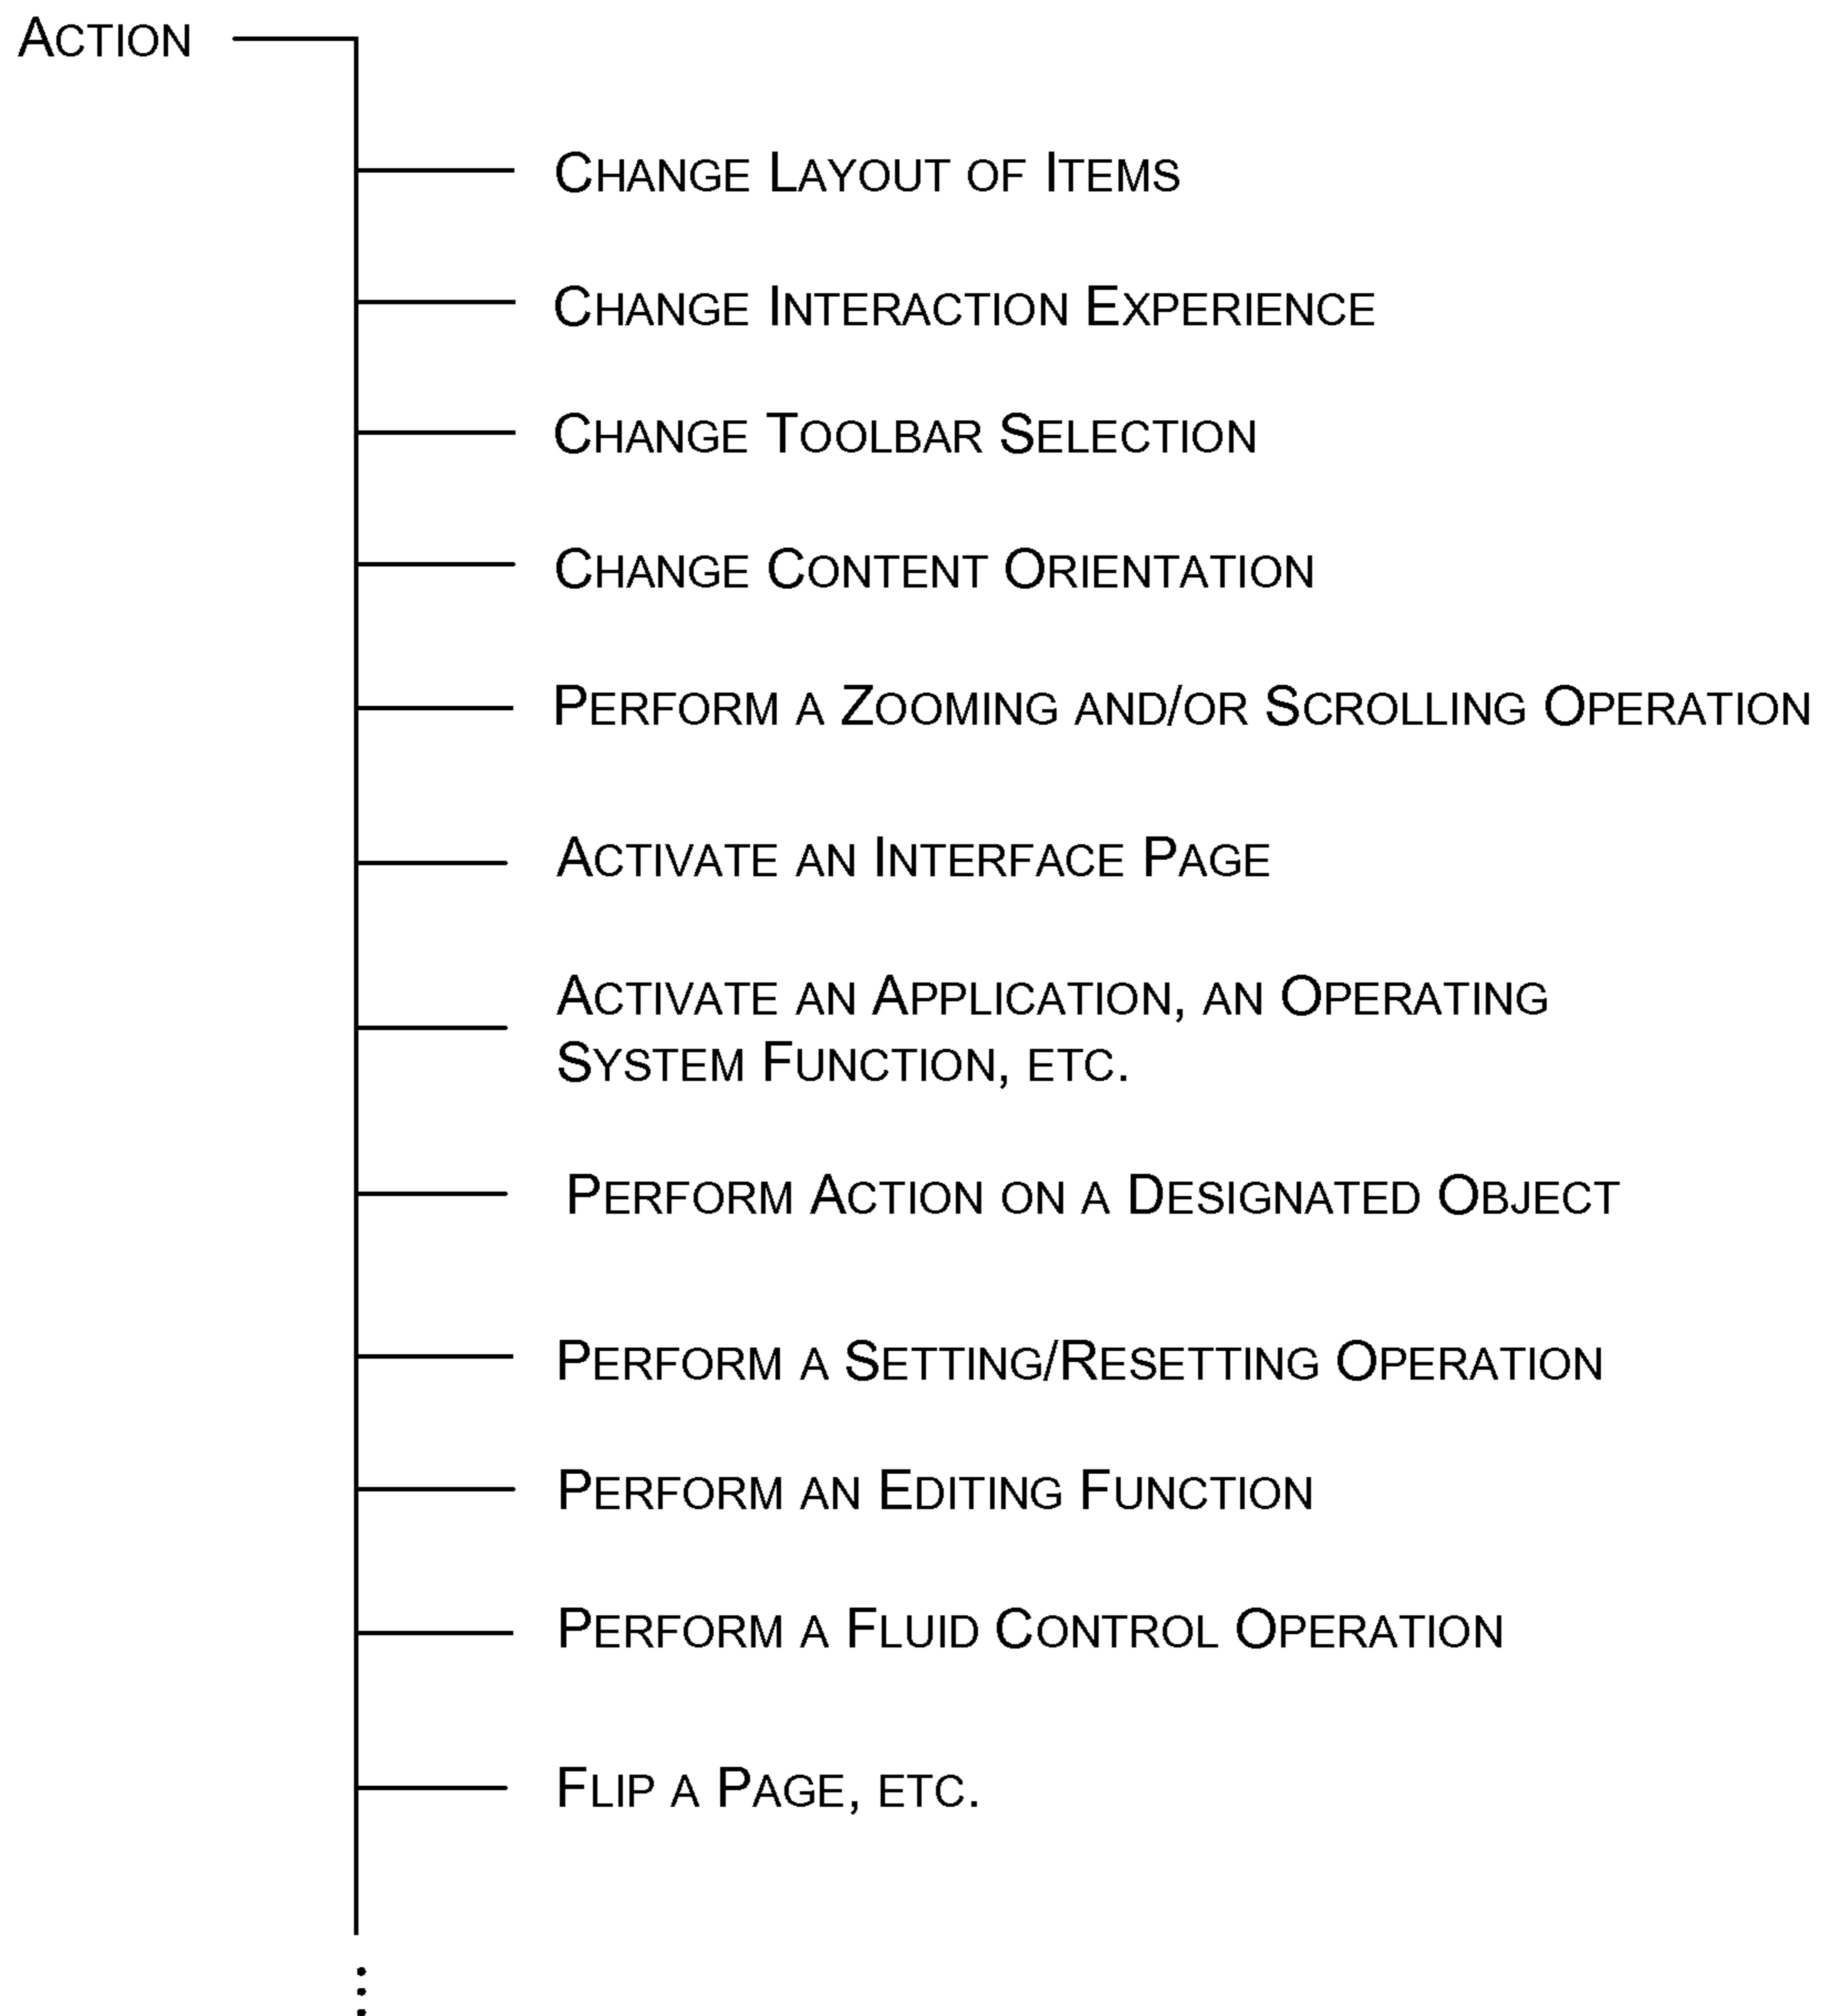 ACTION
CHANGE LAYOUT OF ITEMS
CHANGE INTERACTION EXPERIENCE
CHANGE TOOLBAR SELECTION
CHANGE CONTENT ORIENTATION
PERFORM A ZOOMING AND/OR SCROLLING OPERATION
ACTIVATE AN INTERFACE PAGE
ACTIVATE AN APPLICATION, AN OPERATING
SYSTEM FUNCTION, ETC.
PERFORM ACTION ON A DESIGNATED OBJECT
PERFORM A SETTING/RESETTING OPERATION
PERFORM AN EDITING FUNCTION
PERFORM A FLUID CONTROL OPERATION
FLIP A PAGE, ETC.